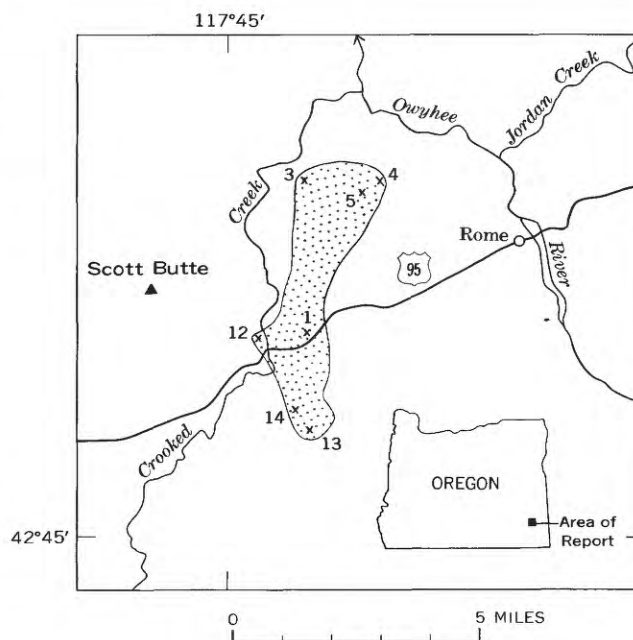 117°45′
Owyhee
Jordan Creek
3
4
5
Creek
Rome
River
95
Scott Butte
1
12
14
13
Crooked
OREGON
Area of
Report
42°45′
0
5 MILES